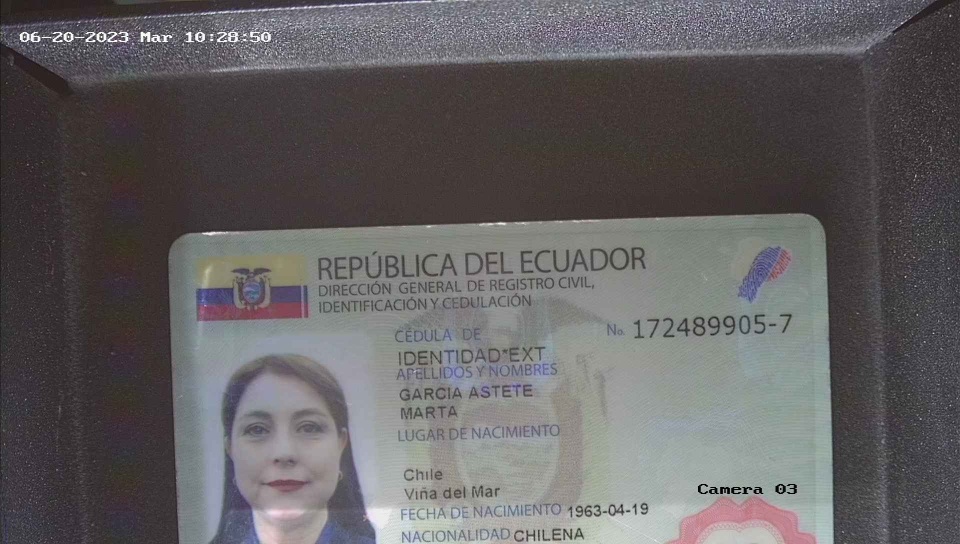 06-20-2023 Mar 10:28:50
REPÚBLICA DEL ECUADOR
DIRECCIÓN GENERAL DE REGISTRO CIVIL,
IDENTIFICACIÓN Y CEDULACIÓN
CÉDULA DE
No. 172489905-7
IDENTIDAD*EXT
APELLIDOS Y NOMBRES
GARCIA ASTETE
MARTA
LUGAR DE NACIMIENTO
Chile
Viña del Mar
Camera 03
FECHA DE NACIMIENTO 1963-04-19
NACIONALIDAD CHILENA